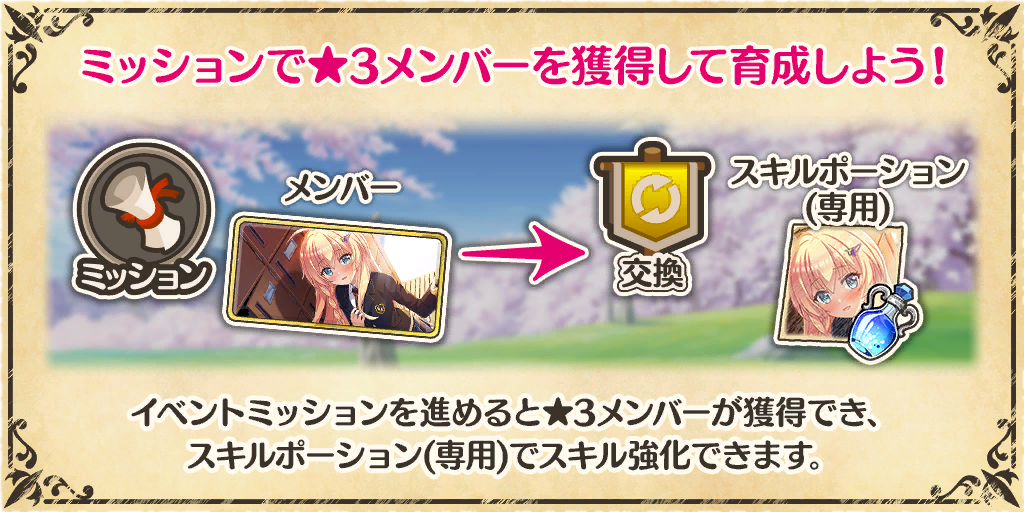 ミッションで★3メンバーを獲得して育成しよう！
メンバー
ミッション
交換
スキルポーション
(専用)
イベントミッションを進めると★3メンバーが獲得でき、
スキルポーション(専用)でスキル強化できます。